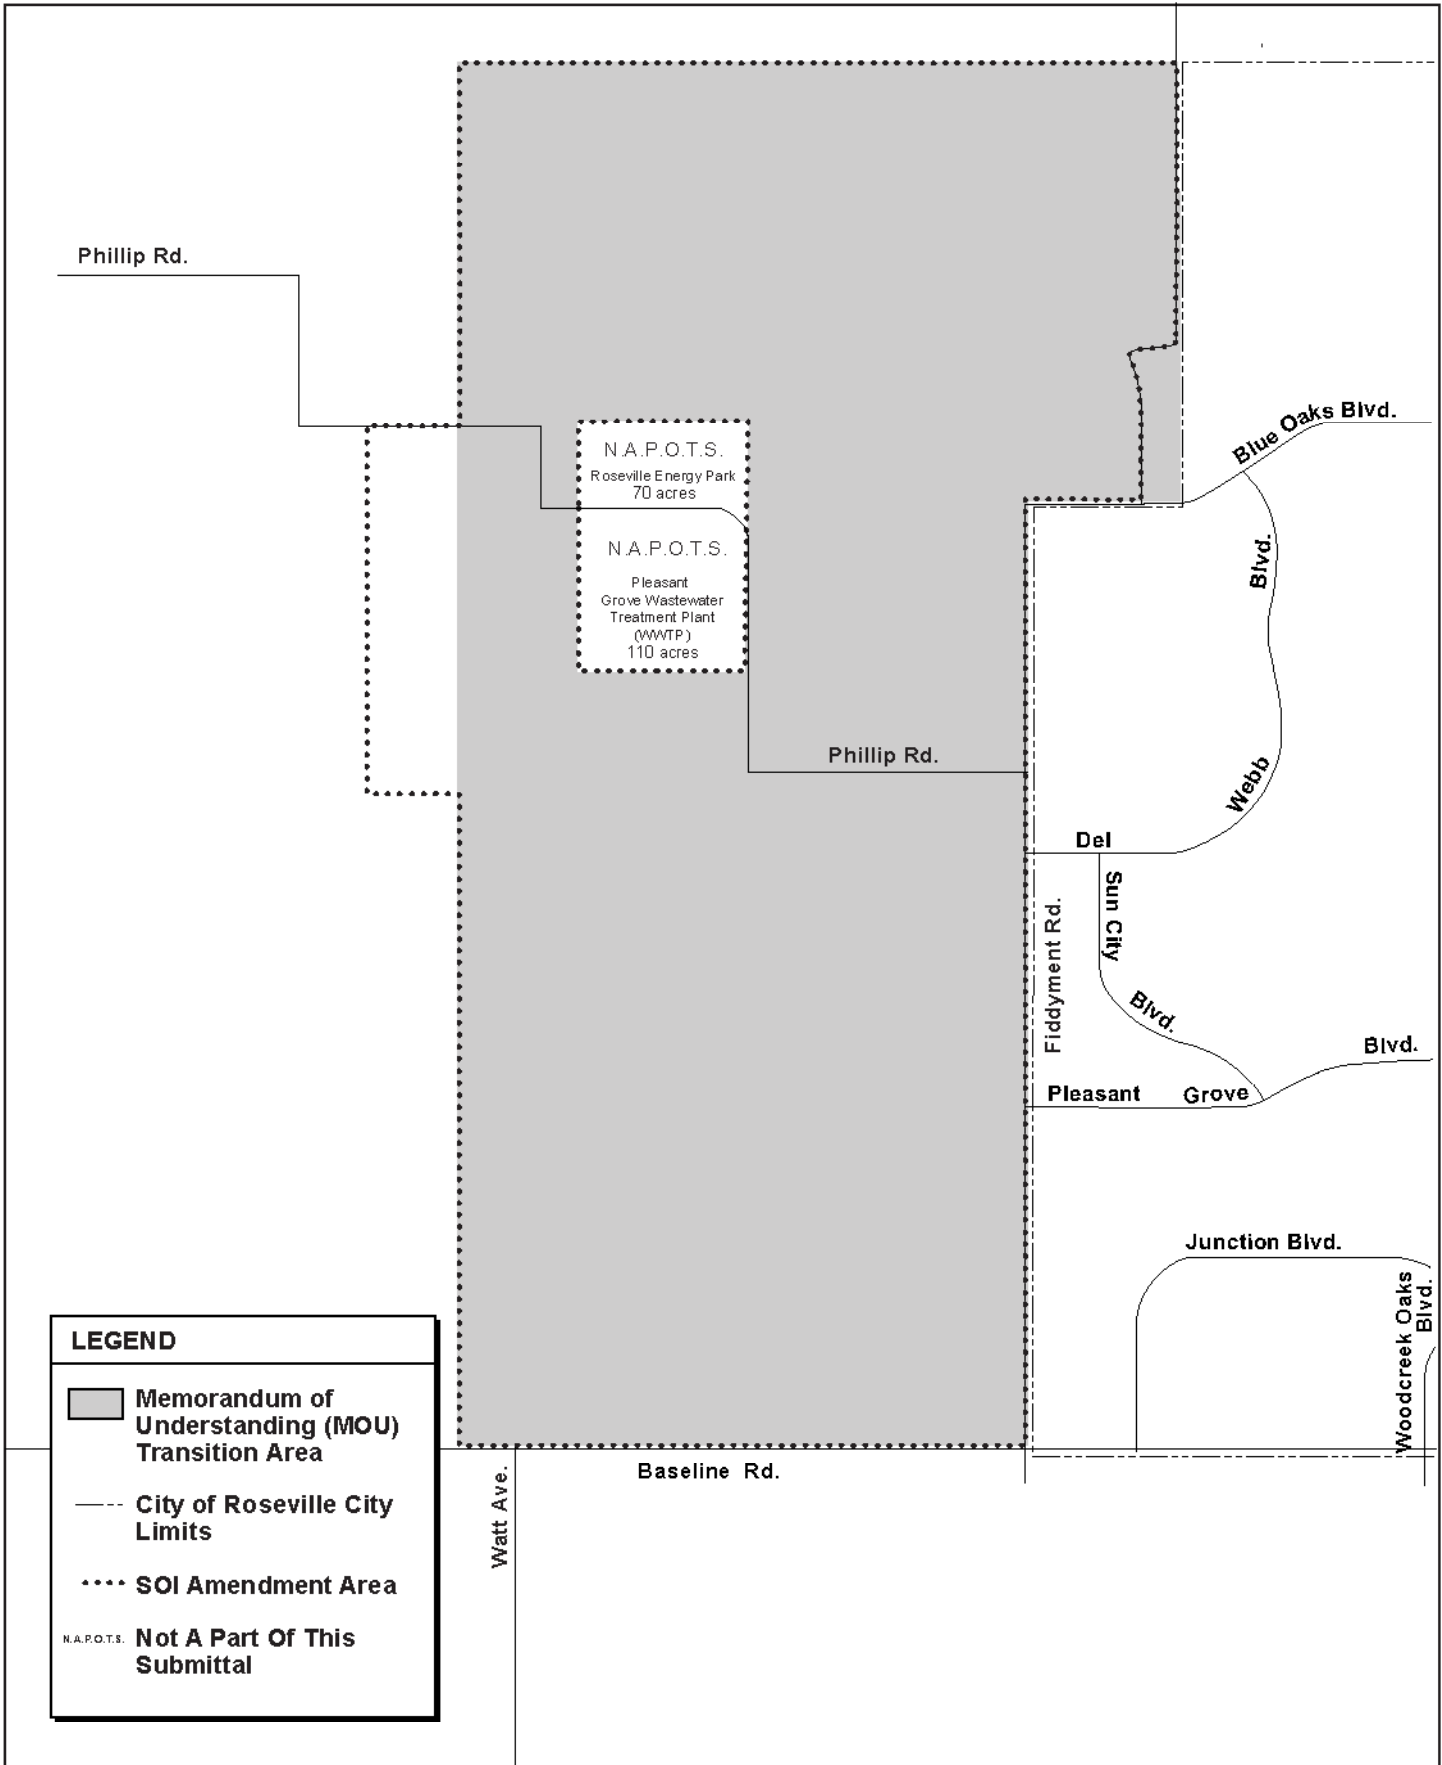 Phillip Rd.
Blue Oaks Blvd.
N.A.P.O.T.S.
Roseville Energy Park
70 acres
N.A.P.O.T.S.
Pleasant
Grove Wastewater
Treatment Plant
(WWTP)
110 acres
Blvd.
Webb
Del
Phillip Rd.
Sun City
Blvd.
Fiddyment Rd.
Blvd.
Pleasant Grove
Junction Blvd.
Woodcreek Oaks
Blvd.
Baseline Rd.
Watt Ave.
LEGEND
Memorandum of
Understanding (MOU)
Transition Area
City of Roseville City
Limits
SOI Amendment Area
N.A.P.O.T.S. Not A Part Of This
Submittal